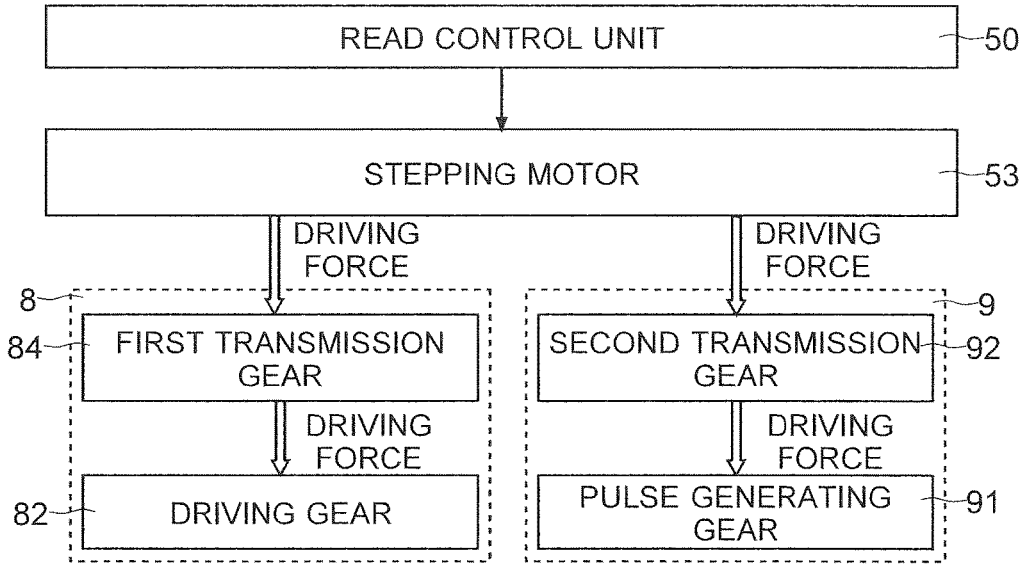 READ CONTROL UNIT
50
STEPPING MOTOR
53
DRIVING
FORCE
DRIVING
FORCE
8
9
84
FIRST TRANSMISSION
GEAR
SECOND TRANSMISSION
GEAR
92
DRIVING
FORCE
DRIVING
FORCE
82
DRIVING GEAR
PULSE GENERATING
GEAR
91